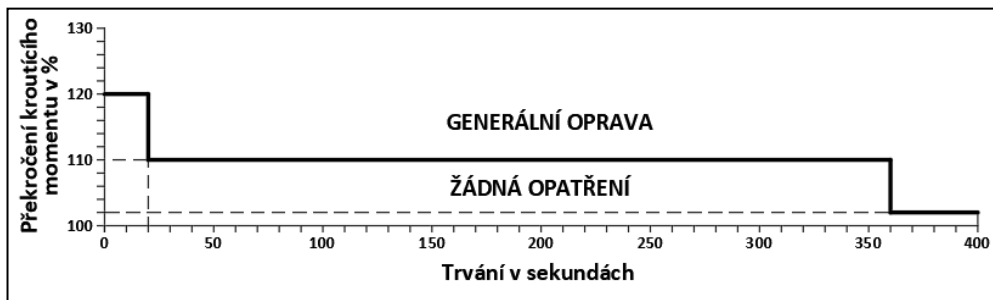 Překročení kroutícího
momentu v %
130
120
110
100
GENERÁLNÍ OPRAVA
ŽÁDNÁ OPATŘENÍ
0
50
100
150
200
250
300
350
400
Trvání v sekundách